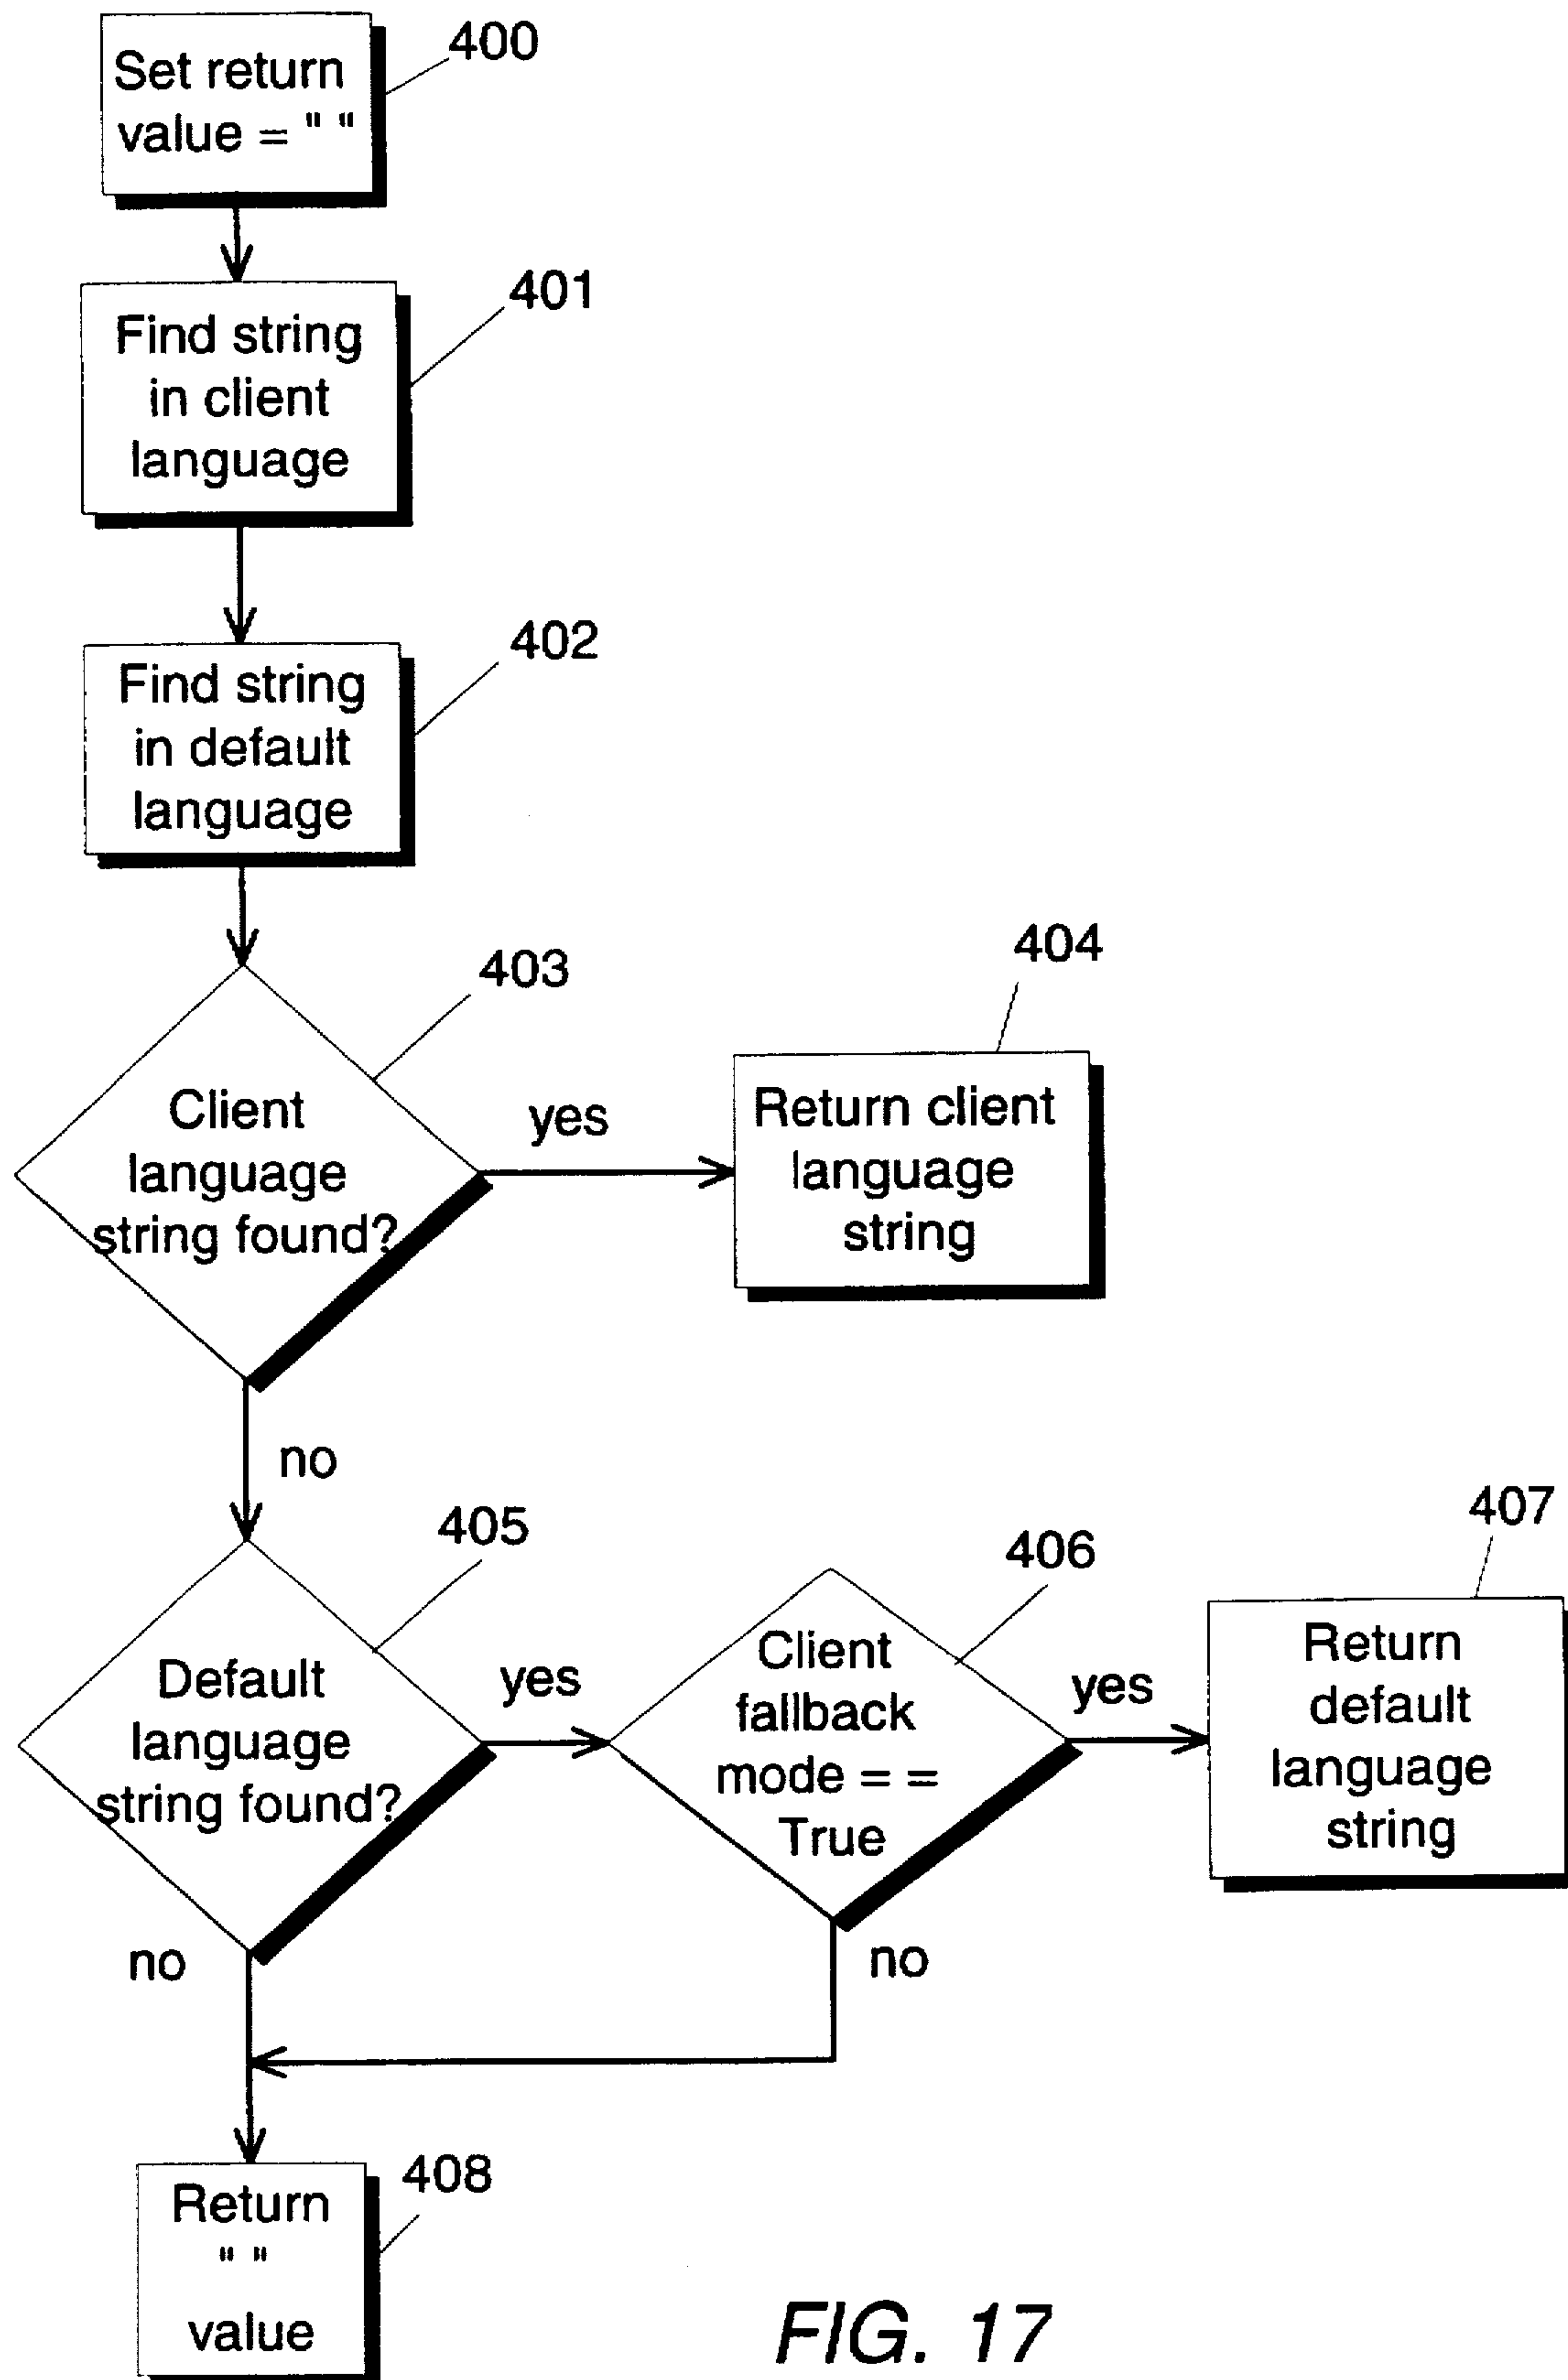 Set return
value = " "
400
Find string
in client
language
401
Find string
in default
language
402
Client
language
string found?
403
yes
Return client
language
string
404
no
Default
language
string found?
405
yes
Client
fallback
mode = =
True
406
yes
Return
default
language
string
407
no
no
Return
" "
value
408
FIG. 17